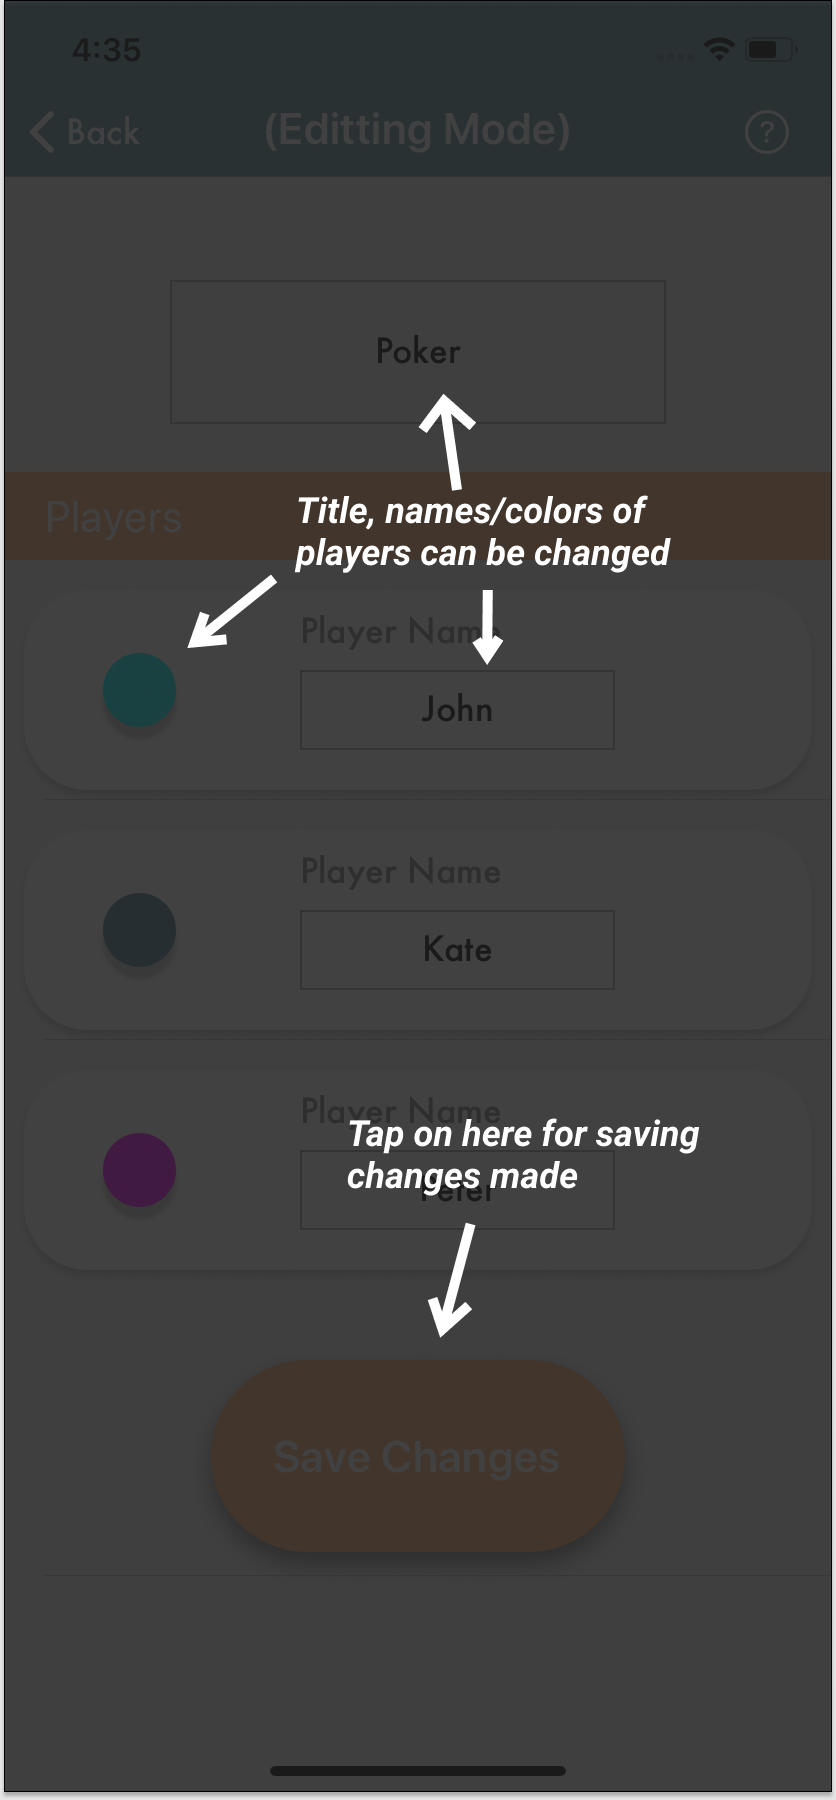 4:35
Back
(Editting Mode)
?
Poker
Players
Title, names/colors of
players can be changed
Player Name
John
Player Name
Kate
Player Name
Tap on here for saving
changes made
Peter
Save Changes